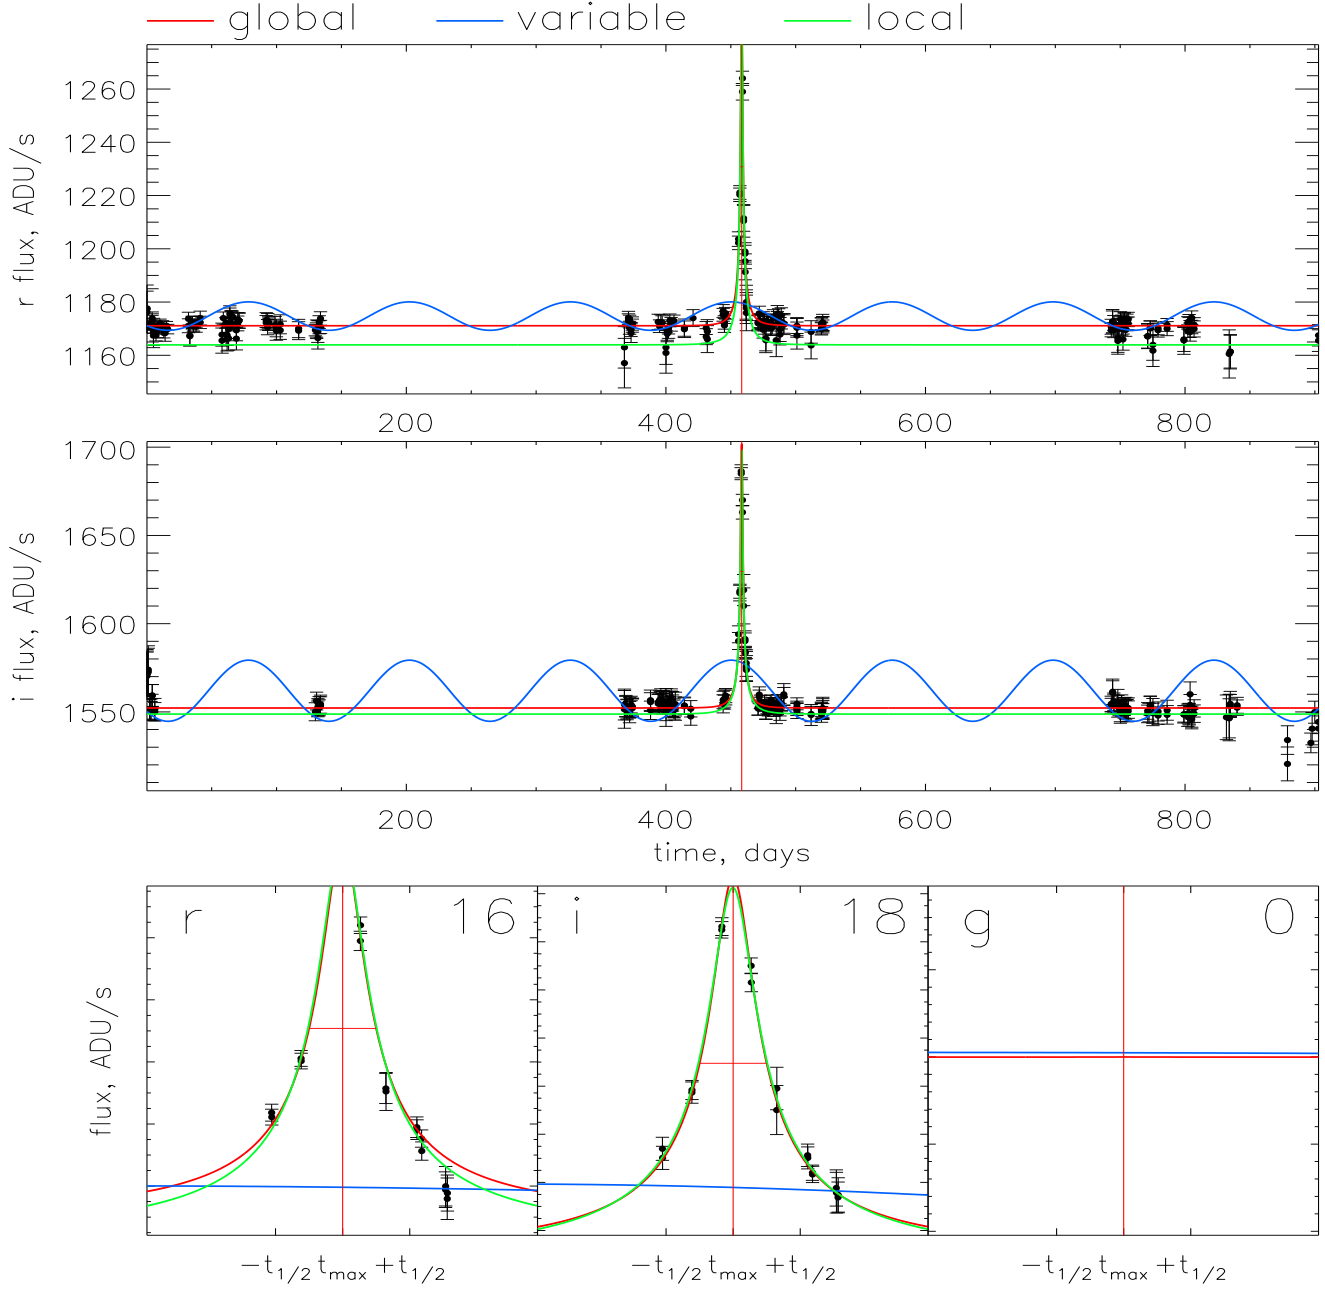 global variable local
1260
1240
1220
1200
1180
1160
r flux, ADU/s
200 400 600 800
1700
1650
1600
1550
i flux, ADU/s
200 400 600 800
time, days
r 16 i 18 g 0
flux, ADU/s
−t1/2 tmax +t1/2 −t1/2 tmax +t1/2 −t1/2 tmax +t1/2